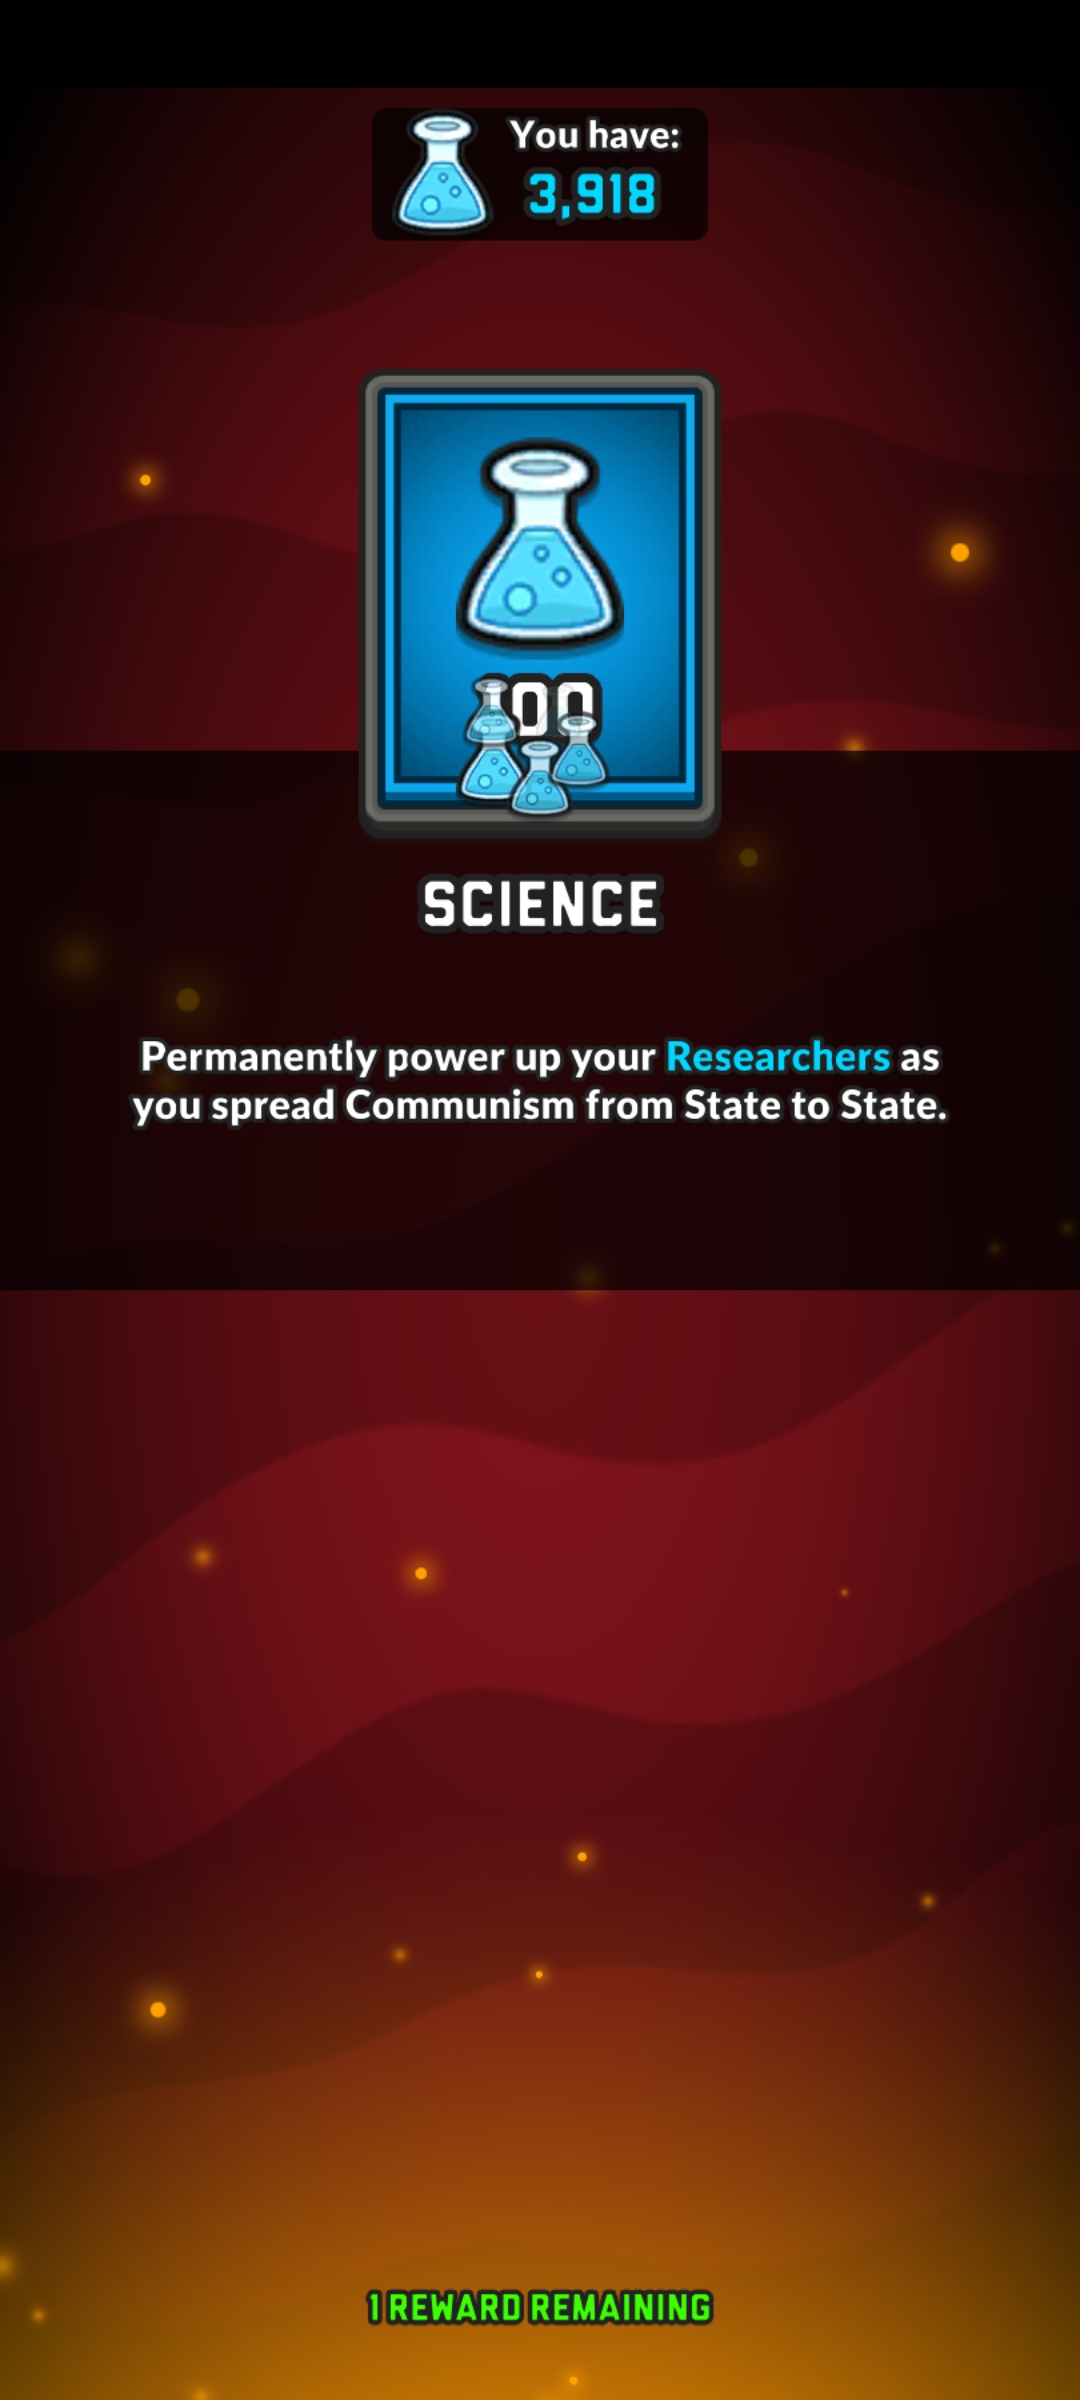 You have:
3,918
SCIENCE
Permanently power up your Researchers as
you spread Communism from State to State.
1 REWARD REMAINING